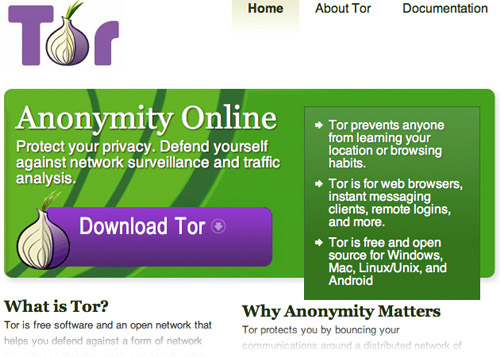 Tor
Home About Tor Documentation
Anonymity Online
Protect your privacy. Defend yourself
against network surveillance and traffic
analysis.
Download Tor
Tor prevents anyone
from learning your
location or browsing
habits.
Tor is for web browsers,
instant messaging
clients, remote logins,
and more.
Tor is free and open
source for Windows,
Mac, Linux/Unix, and
Android
What is Tor?
Tor is free software and an open network that
helps you defend against a form of network
Why Anonymity Matters
Tor protects you by bouncing your
communications around a distributed network of